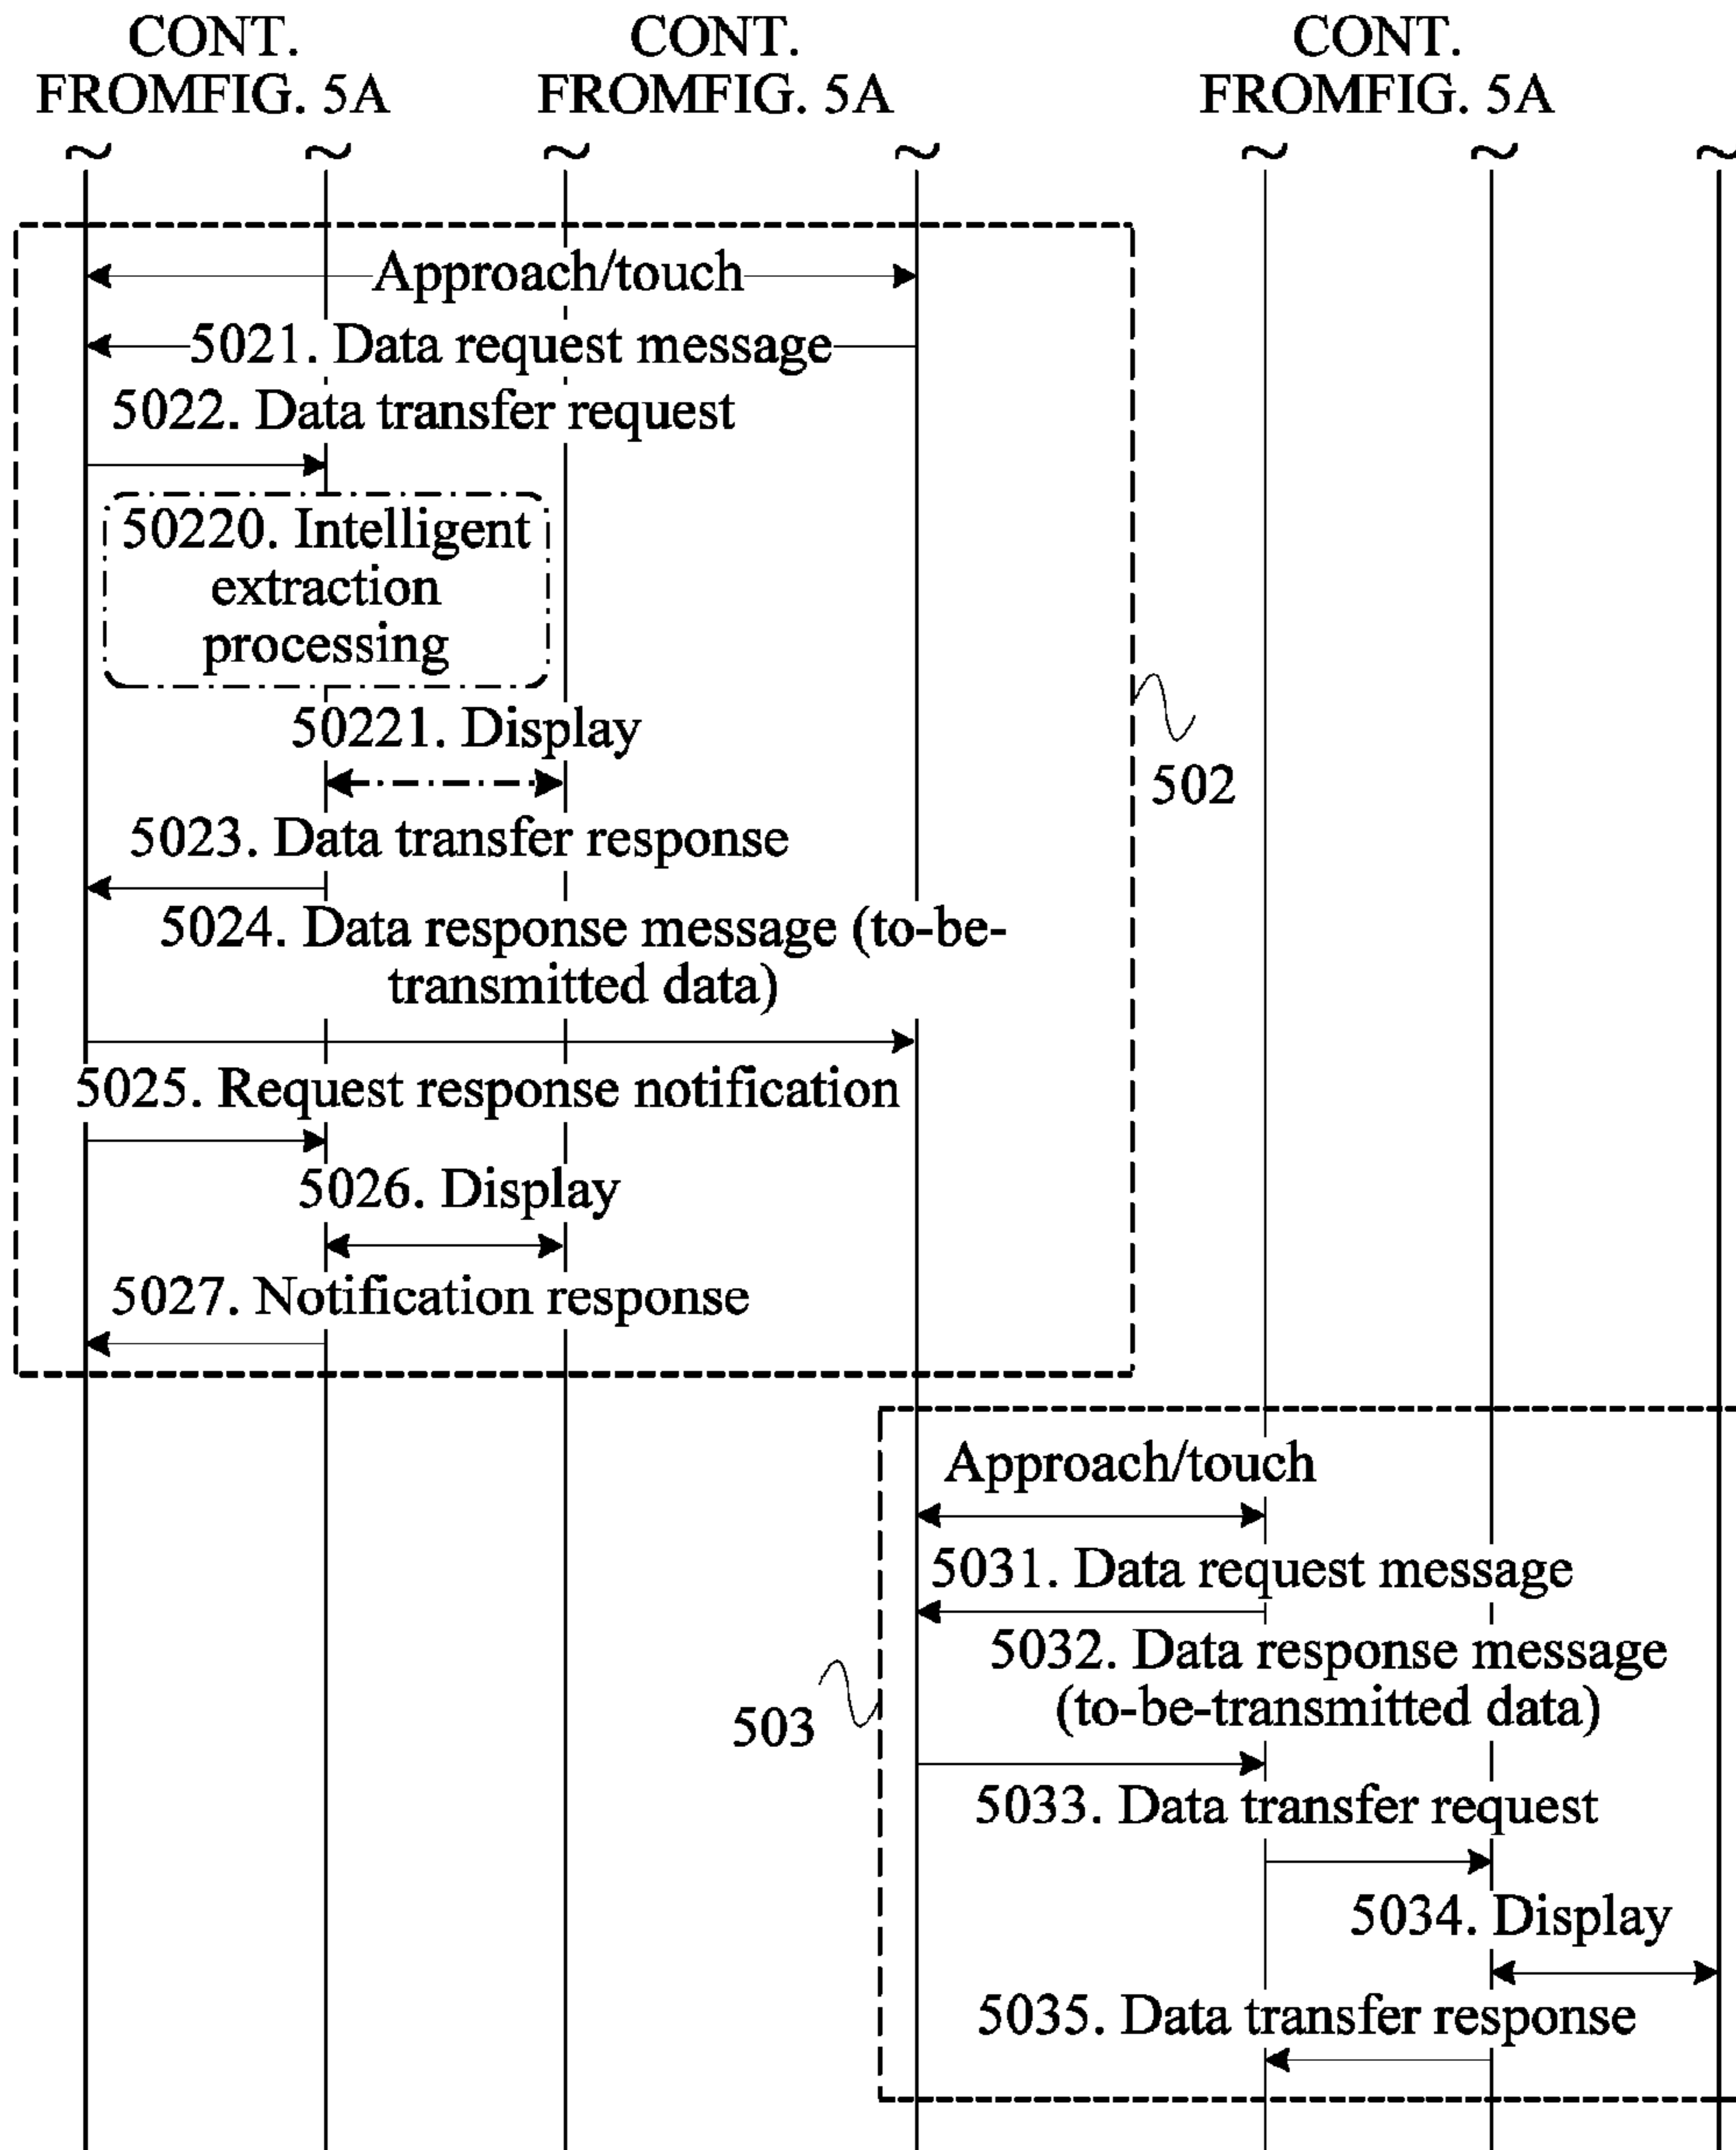 CONT.
FROMFIG. 5A
CONT.
FROMFIG. 5A
CONT.
FROMFIG. 5A
Approach/touch
5021. Data request message
5022. Data transfer request
50220. Intelligent
extraction
processing
50221. Display
502
5023. Data transfer response
5024. Data response message (to-be-
transmitted data)
5025. Request response notification
5026. Display
5027. Notification response
Approach/touch
5031. Data request message
5032. Data response message
(to-be-transmitted data)
503
5033. Data transfer request
5034. Display
5035. Data transfer response